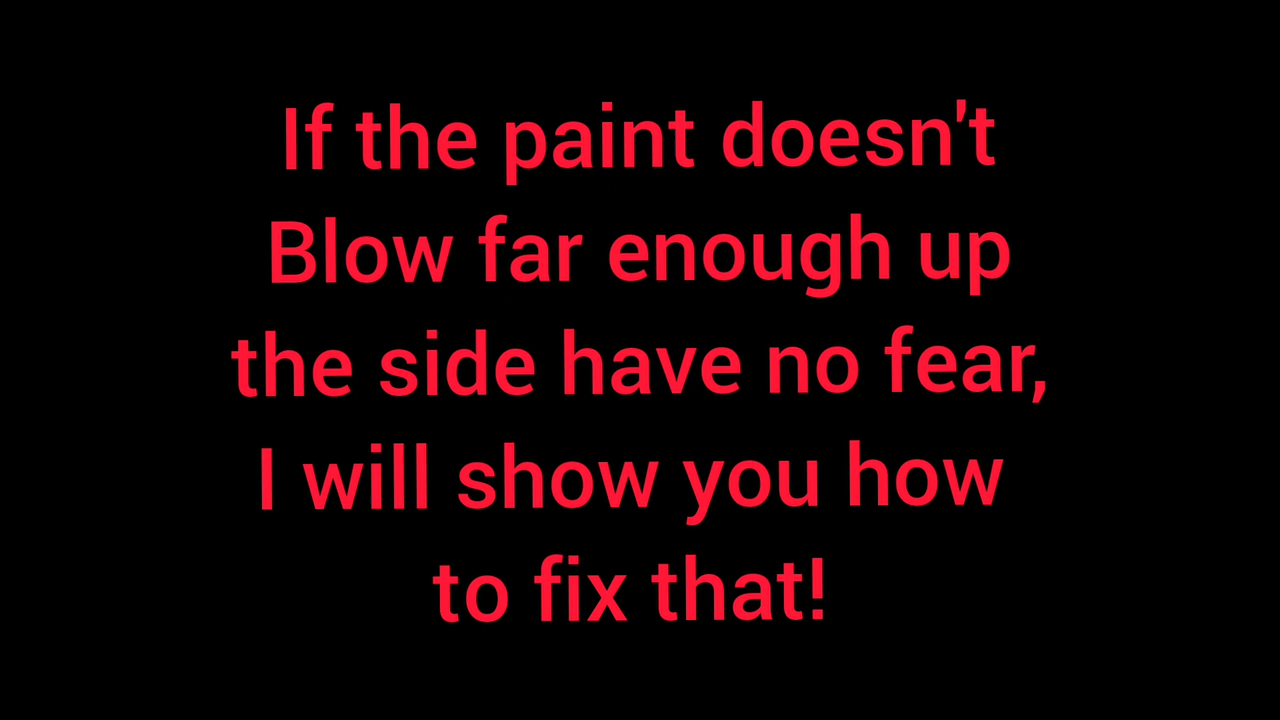 If the paint doesn't
Blow far enough up
the side have no fear,
I will show you how
to fix that!